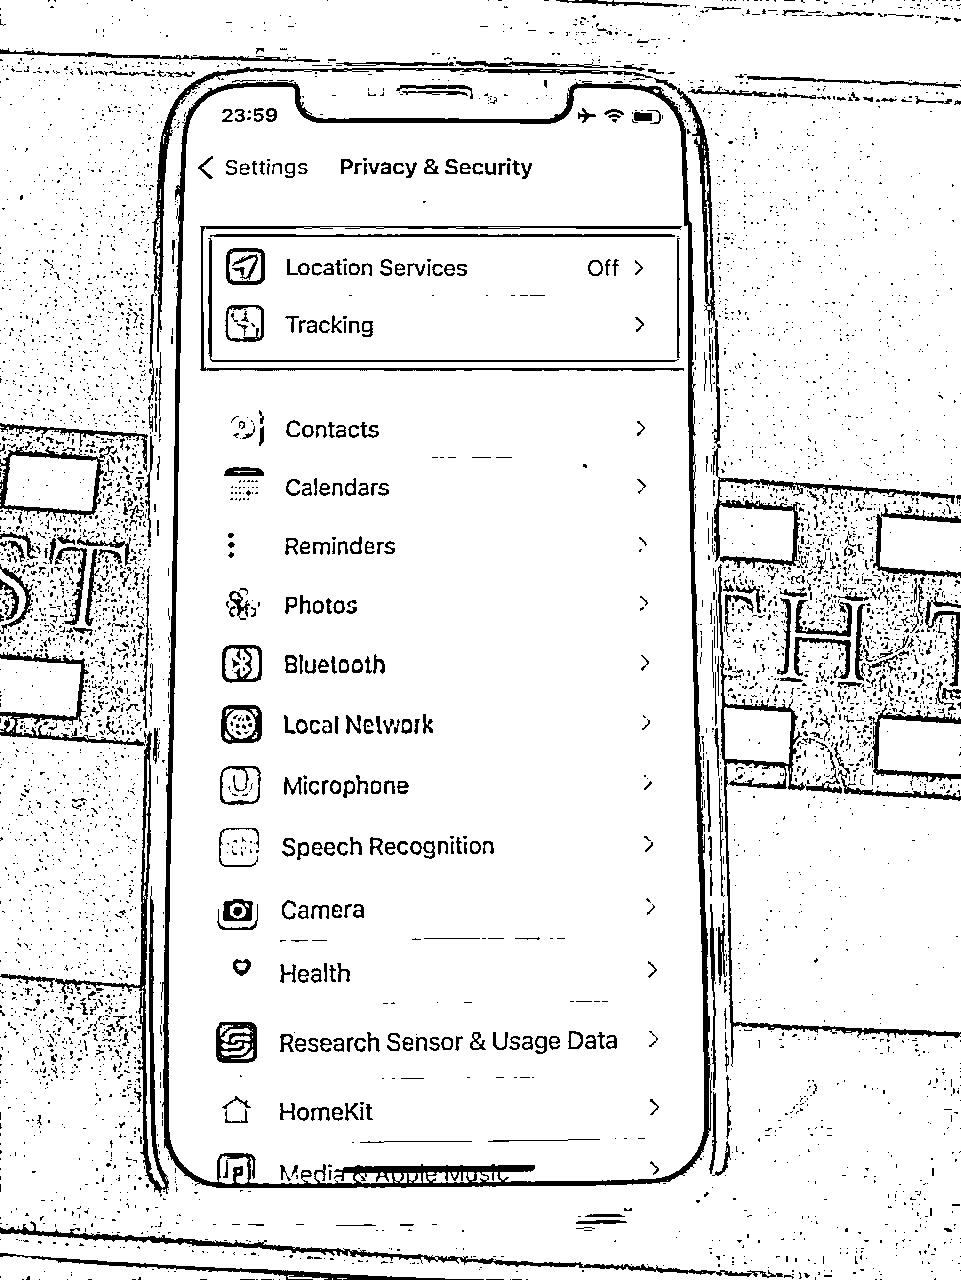 23:59
Settings Privacy & Security
Location Services Off
Tracking
Contacts
Calendars
Reminders
Photos
Bluetooth
Local Network
Microphone
Speech Recognition
Camera
Health
Research Sensor & Usage Data
HomeKit
Media & Apple Music
ST
H T